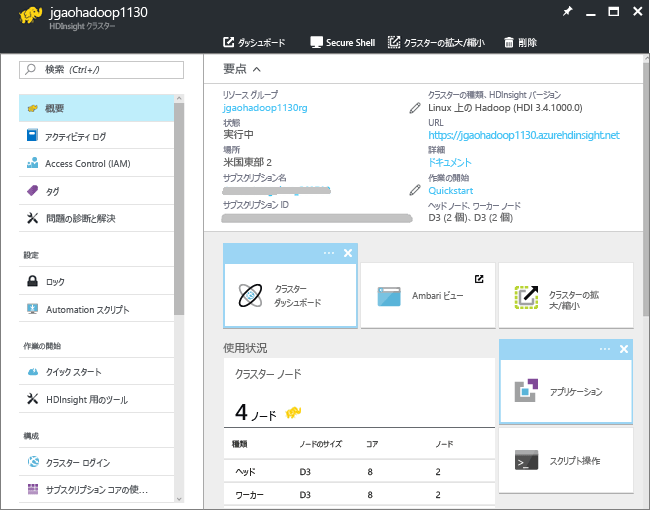 jgaohadoop1130
HDInsight クラスター
ダッシュボード Secure Shell クラスターの拡大/縮小 削除
検索 (Ctrl+/)
概要
アクティビティ ログ
Access Control (IAM)
タグ
問題の診断と解決
設定
ロック
Automation スクリプト
作業の開始
クイック スタート
HDInsight 用のツール
構成
クラスター ログイン
サブスクリプション コアの使...
要点
リソース グループ
jgaohadoop1130rg
状態
実行中
場所
米国東部 2
サブスクリプション名
サブスクリプション ID
クラスターの種類、HDInsight バージョン
Linux 上の Hadoop (HDI 3.4.1000.0)
URL
https://jgaohadoop1130.azurehdinsight.net
詳細
ドキュメント
作業の開始
Quickstart
ヘッド ノード、ワーカー ノード
D3 (2 個)、D3 (2 個)
クラスター
ダッシュボード
Ambari ビュー
クラスターの拡
大/縮小
使用状況
クラスター ノード
4 ノード
種類 ノードのサイズ コア ノード
ヘッド D3 8 2
ワーカー D3 8 2
アプリケーション
スクリプト操作